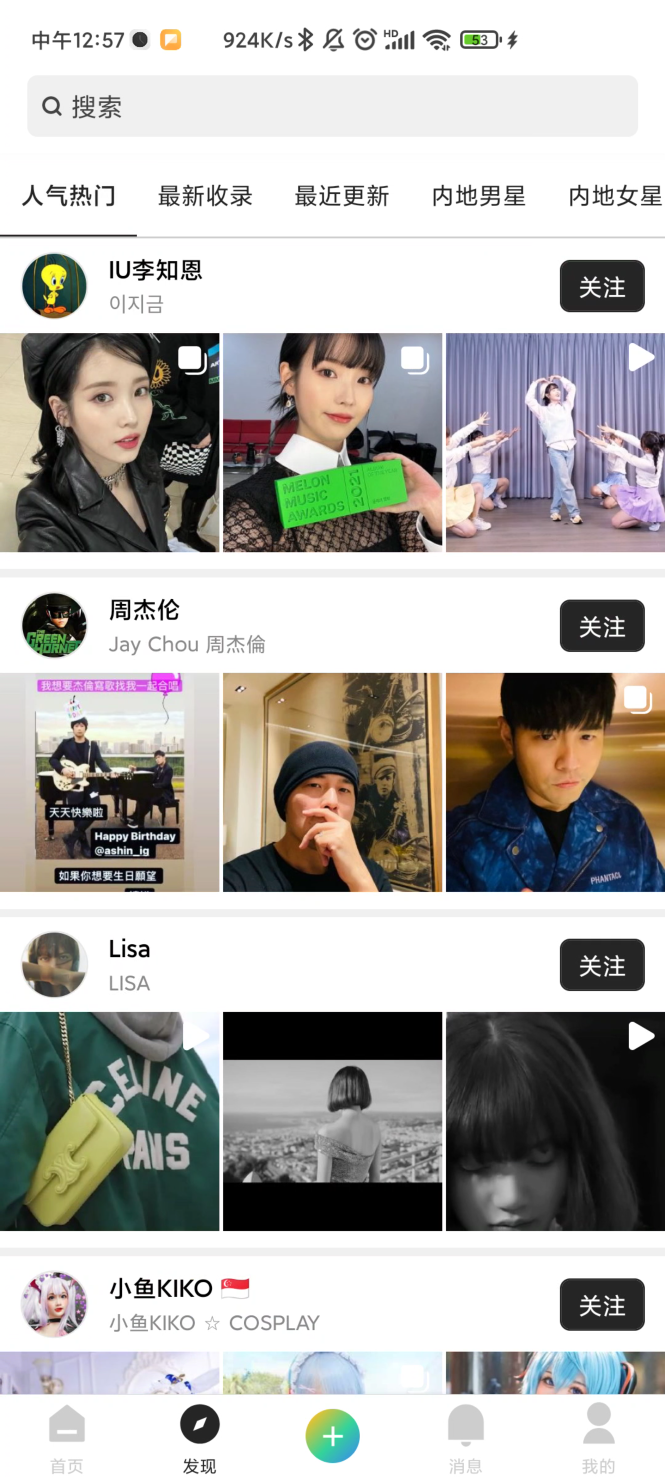 中午12:57
924K/s
HD
53
搜索
人气热门
最新收录
最近更新
内地男星
内地女星
IU李知恩
이지금
关注
MELON
MUSIC
AWARDS
2021
周杰伦
Jay Chou 周杰倫
关注
我想要杰倫寫歌找我一起合唱
天天快樂啦
Happy Birthday
@ashin_ig
如果你想要生日願望
PHANTACi
Lisa
LISA
关注
CELINE
FANS
小鱼KIKO 🇸🇬
小鱼KIKO ☆ COSPLAY
关注
首页
发现
消息
我的